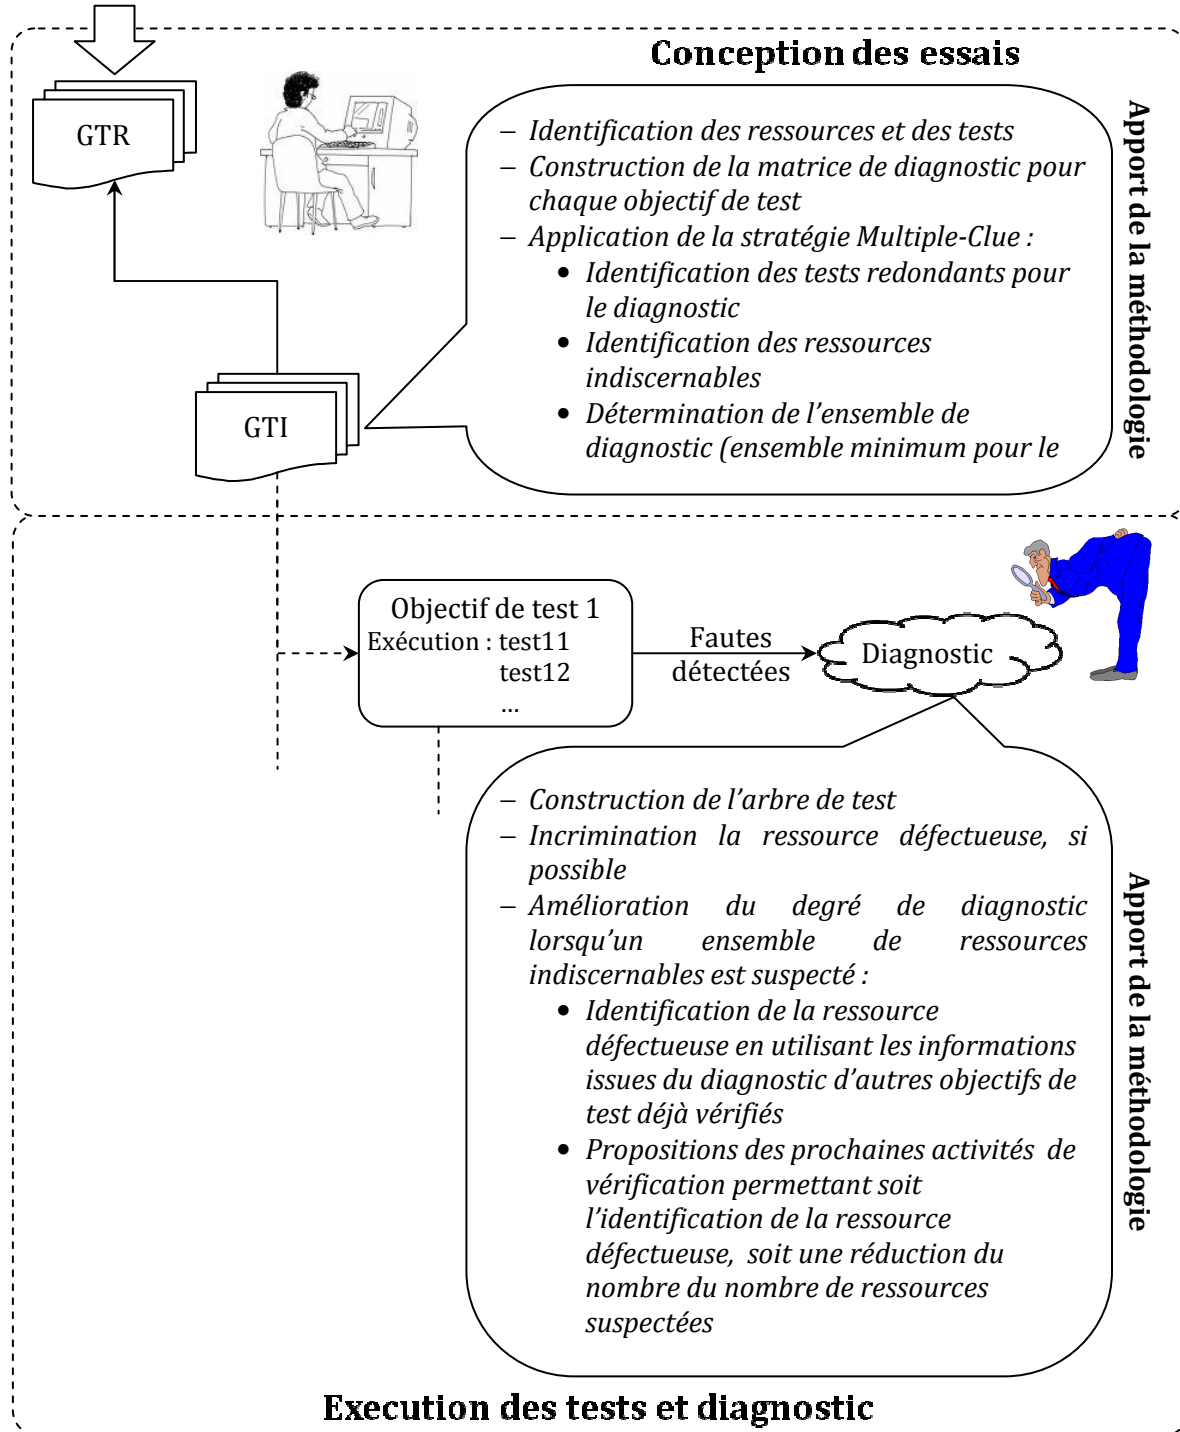 Conception des essais
GTR
– Identification des ressources et des tests
– Construction de la matrice de diagnostic pour
chaque objectif de test
– Application de la stratégie Multiple-Clue :
• Identification des tests redondants pour
le diagnostic
• Identification des ressources
indiscernables
• Détermination de l’ensemble de
diagnostic (ensemble minimum pour le
Apport de la méthodologie
GTI
Objectif de test 1
Exécution : test11
test12
...
Fautes
détectées
Diagnostic
– Construction de l’arbre de test
– Incrimination la ressource défectueuse, si
possible
– Amélioration du degré de diagnostic
lorsqu’un ensemble de ressources
indiscernables est suspecté :
• Identification de la ressource
défectueuse en utilisant les informations
issues du diagnostic d’autres objectifs de
test déjà vérifiés
• Propositions des prochaines activités de
vérification permettant soit
l’identification de la ressource
défectueuse, soit une réduction du
nombre du nombre de ressources
suspectées
Apport de la méthodologie
Execution des tests et diagnostic